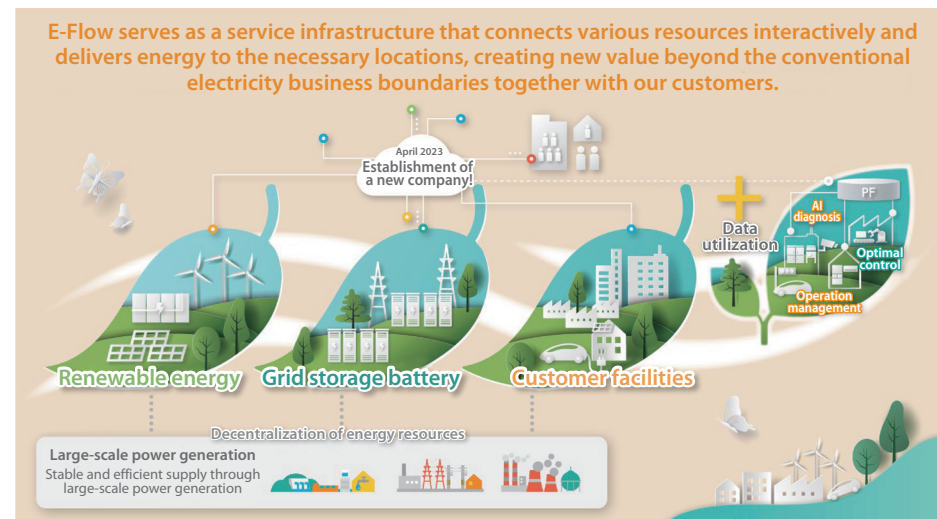 E-Flow serves as a service infrastructure that connects various resources interactively and
delivers energy to the necessary locations, creating new value beyond the conventional
electricity business boundaries together with our customers.
April 2023
Establishment of
a new company!
PF
AI
diagnosis
Data
utilization
Optimal
control
Operation
management
Renewable energy
Grid storage battery
Customer facilities
Decentralization of energy resources
Large-scale power generation
Stable and efficient supply through
large-scale power generation